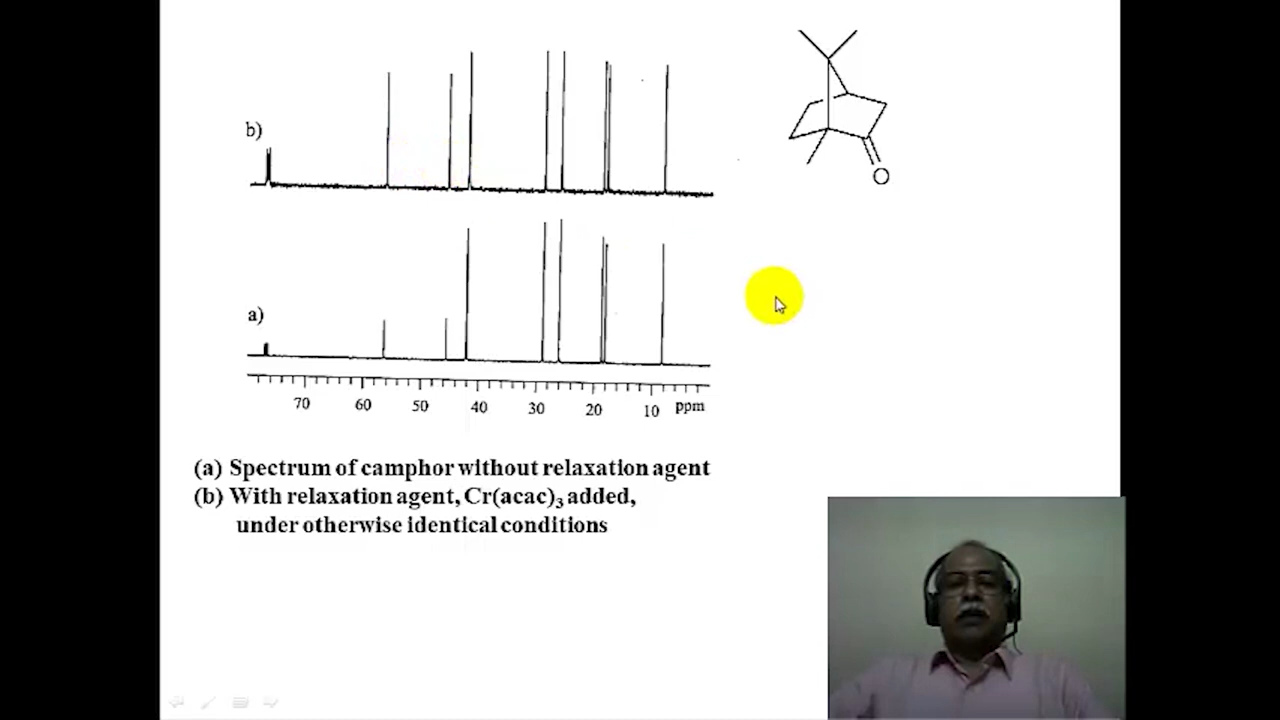 O
b)
a)
70 60 50 40 30 20 10 ppm
(a) Spectrum of camphor without relaxation agent
(b) With relaxation agent, Cr(acac)₃ added,
under otherwise identical conditions